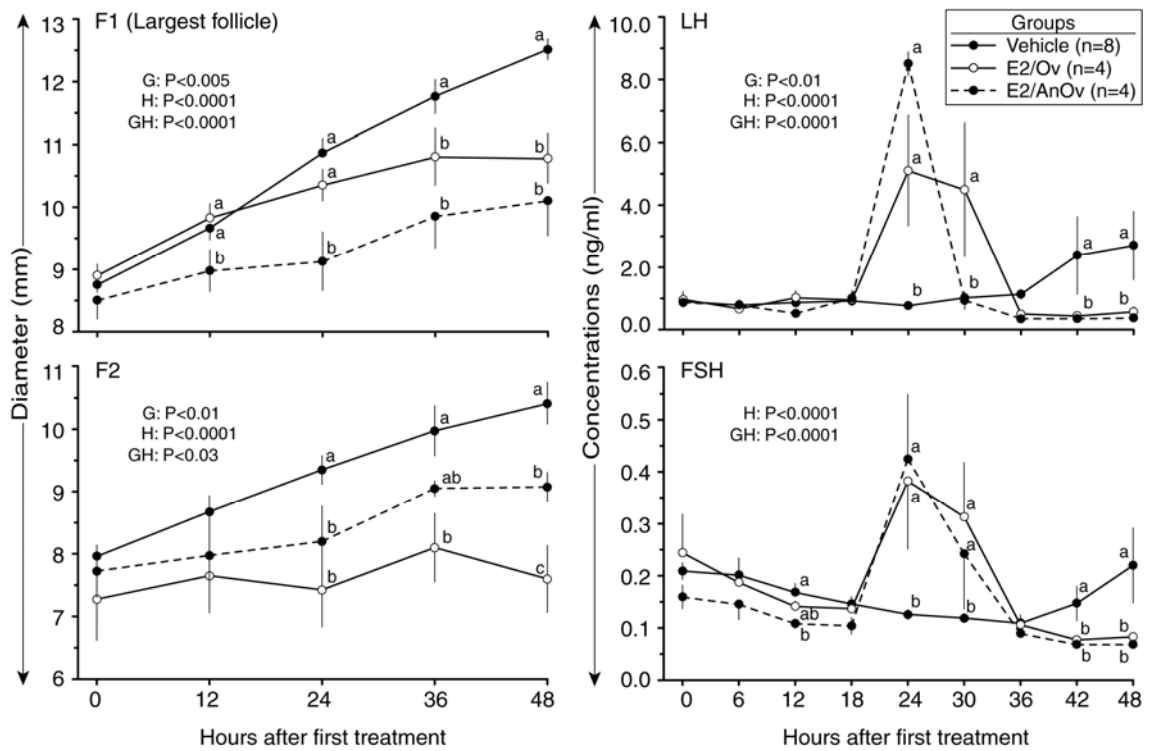 F1 (Largest follicle)
G: P<0.005
H: P<0.0001
GH: P<0.0001
13
12
11
10
9
8
a
a
a
a
a
a
b
b
b
b
b
b
F2
G: P<0.01
H: P<0.0001
GH: P<0.03
11
10
9
8
7
6
a
a
a
ab
b
b
b
b
c
0
12
24
36
48
Diameter (mm)
Hours after first treatment
LH
G: P<0.01
H: P<0.0001
GH: P<0.0001
Groups
Vehicle (n=8)
E2/Ov (n=4)
E2/AnOv (n=4)
10.0
8.0
6.0
4.0
2.0
0.0
a
a
a
a
a
b
b
b
b
b
FSH
H: P<0.0001
GH: P<0.0001
0.6
0.5
0.4
0.3
0.2
0.1
0.0
a
ab
b
a
a
b
a
a
b
a
b
b
a
b
b
0
6
12
18
24
30
36
42
48
Concentrations (ng/ml)
Hours after first treatment